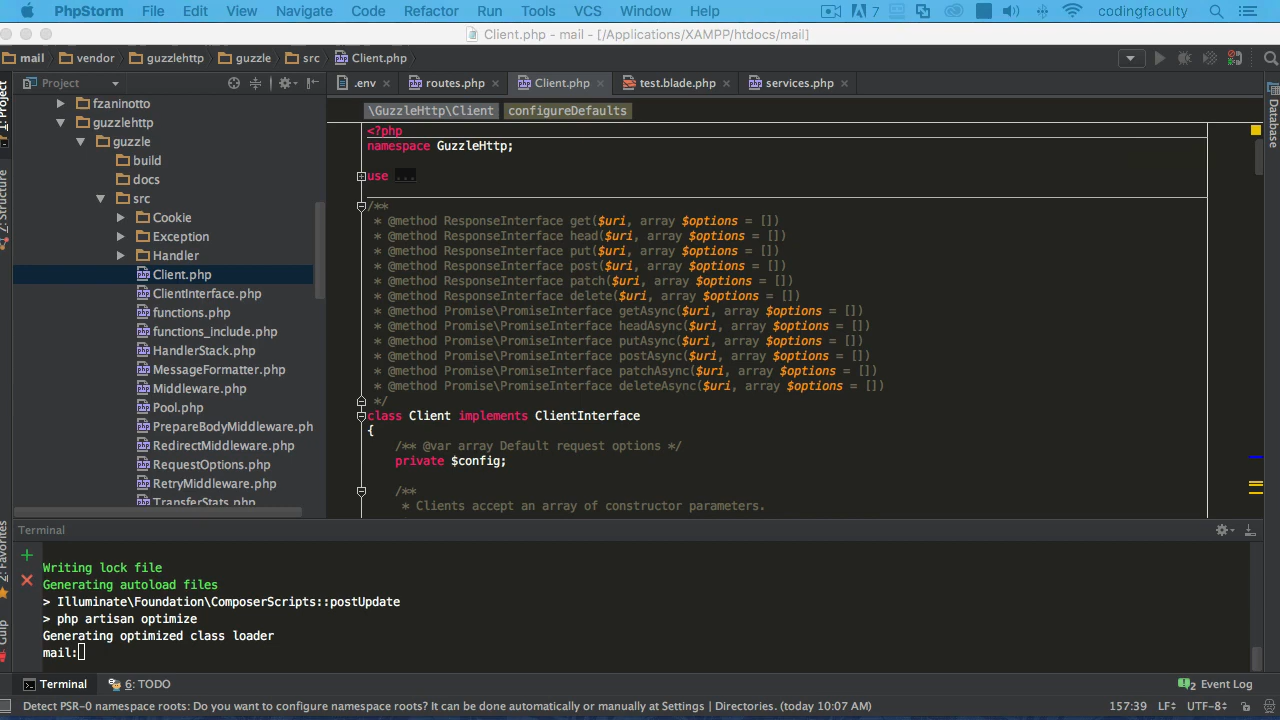 PhpStorm File Edit View Navigate Code Refactor Run Tools VCS Window Help 7 codingfaculty
Client.php - mail - [/Applications/XAMPP/htdocs/mail]
mail vendor guzzlehttp guzzle src Client.php
Project
.env routes.php Client.php test.blade.php services.php
\GuzzleHttp\Client configureDefaults
1: Project
Z: Structure
2: Favorites
Gulp
Database
fzaninotto
guzzlehttp
guzzle
build
docs
src
Cookie
Exception
Handler
Client.php
ClientInterface.php
functions.php
functions_include.php
HandlerStack.php
MessageFormatter.php
Middleware.php
Pool.php
PrepareBodyMiddleware.ph
RedirectMiddleware.php
RequestOptions.php
RetryMiddleware.php
TransferStats.php
<?php
namespace GuzzleHttp;
use ...
/**
* @method ResponseInterface get($uri, array $options = [])
* @method ResponseInterface head($uri, array $options = [])
* @method ResponseInterface put($uri, array $options = [])
* @method ResponseInterface post($uri, array $options = [])
* @method ResponseInterface patch($uri, array $options = [])
* @method ResponseInterface delete($uri, array $options = [])
* @method Promise\PromiseInterface getAsync($uri, array $options = [])
* @method Promise\PromiseInterface headAsync($uri, array $options = [])
* @method Promise\PromiseInterface putAsync($uri, array $options = [])
* @method Promise\PromiseInterface postAsync($uri, array $options = [])
* @method Promise\PromiseInterface patchAsync($uri, array $options = [])
* @method Promise\PromiseInterface deleteAsync($uri, array $options = [])
*/
class Client implements ClientInterface
{
/** @var array Default request options */
private $config;
/**
* Clients accept an array of constructor parameters.
Terminal
Writing lock file
Generating autoload files
> Illuminate\Foundation\ComposerScripts::postUpdate
> php artisan optimize
Generating optimized class loader
mail:
Terminal 6: TODO 2 Event Log
Detect PSR-0 namespace roots: Do you want to configure namespace roots? It can be done automatically or manually at Settings | Directories. (today 10:07 AM) 157:39 LF÷ UTF-8÷